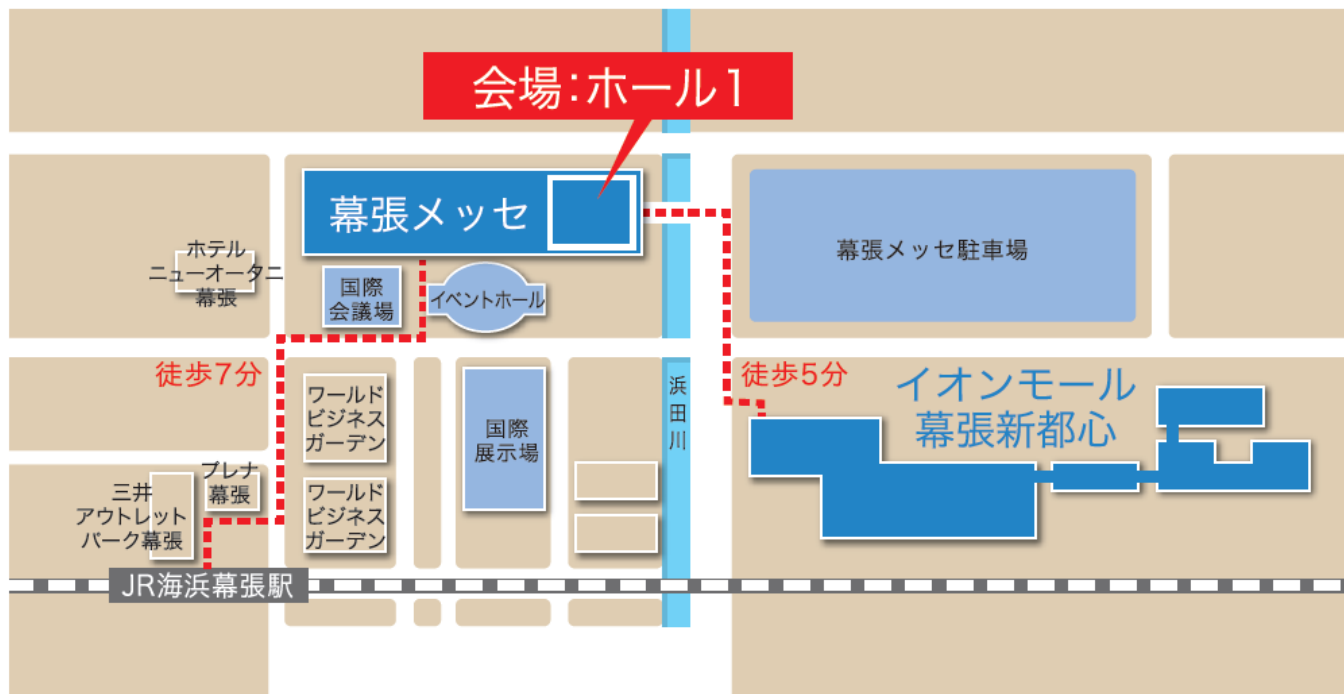 会場:ホール1
幕張メッセ
幕張メッセ駐車場
ホテル
ニューオータニ
幕張
国際
会議場
イベントホール
徒歩7分
徒歩5分
イオンモール
幕張新都心
ワールド
ビジネス
ガーデン
国際
展示場
浜田川
プレナ
幕張
三井
アウトレット
パーク幕張
ワールド
ビジネス
ガーデン
JR海浜幕張駅